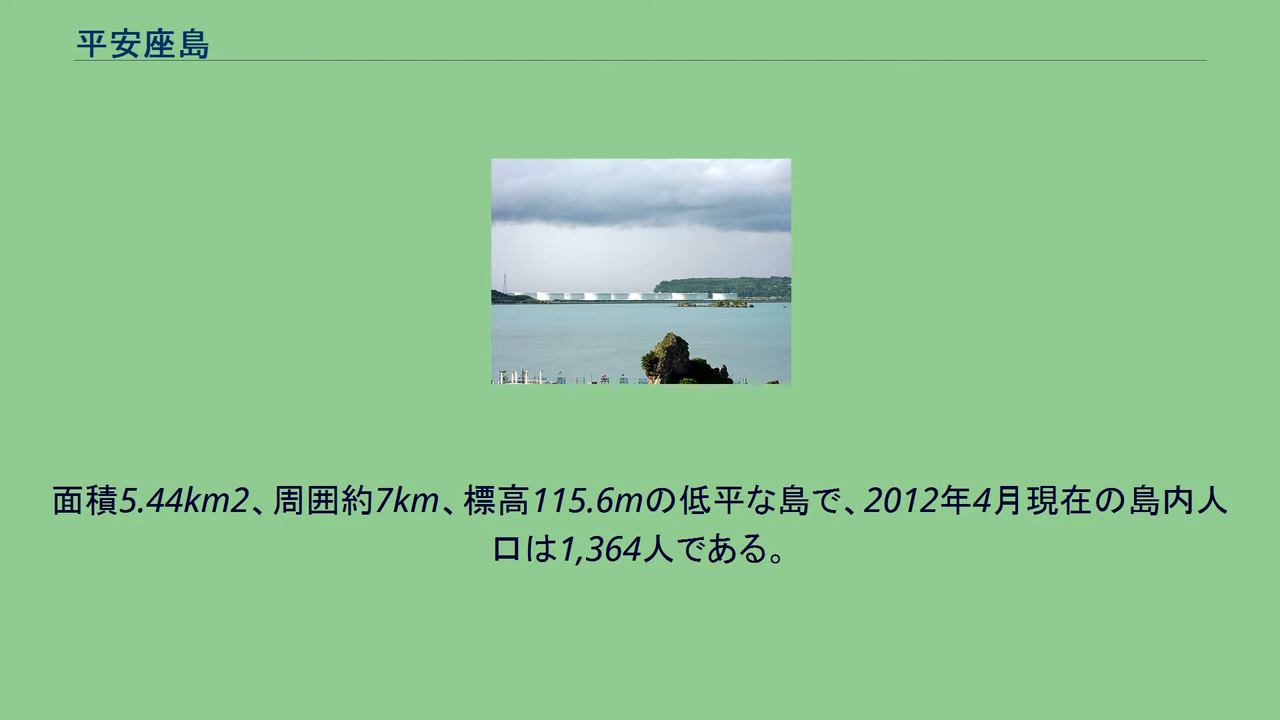 平安座島
面積5.44km2、周囲約7km、標高115.6mの低平な島で、2012年4月現在の島内人
口は1,364人である。